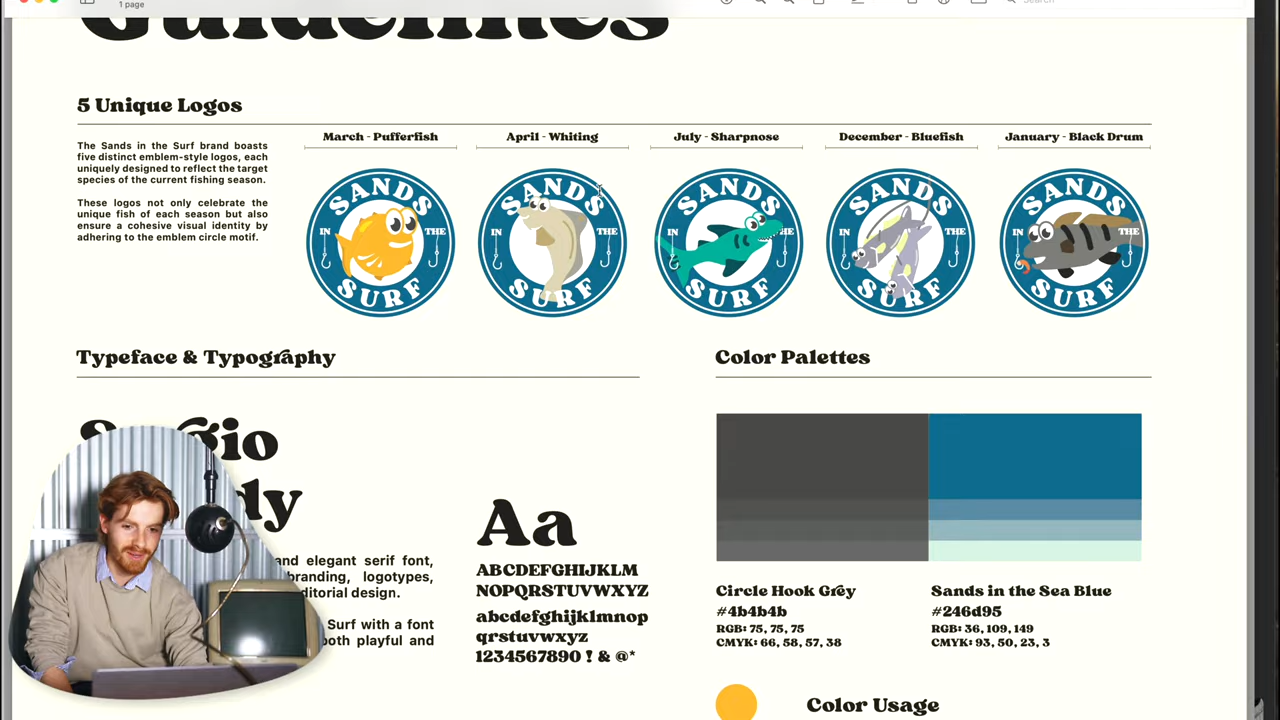 1 page
Search
Guidelines
5 Unique Logos
The Sands in the Surf brand boasts
five distinct emblem-style logos, each
uniquely designed to reflect the target
species of the current fishing season.
These logos not only celebrate the
unique fish of each season but also
ensure a cohesive visual identity by
adhering to the emblem circle motif.
March - Pufferfish
April - Whiting
July - Sharpnose
December - Bluefish
January - Black Drum
SANDS
IN THE
SURF
SANDS
IN THE
SURF
SANDS
IN
SURF
SANDS
IN THE
SURF
SANDS
IN THE
SURF
Typeface & Typography
and elegant serif font,
branding, logotypes,
Surf with a font
both playful and
Aa
ABCDEFGHIJKLM
NOPQRSTUVWXYZ
abcdefghijklmnop
qrstuvwxyz
1234567890 ! & @*
Color Palettes
Circle Hook Grey
#4b4b4b
RGB: 75, 75, 75
CMYK: 66, 58, 57, 38
Sands in the Sea Blue
#246d95
RGB: 36, 109, 149
CMYK: 93, 50, 23, 3
Color Usage